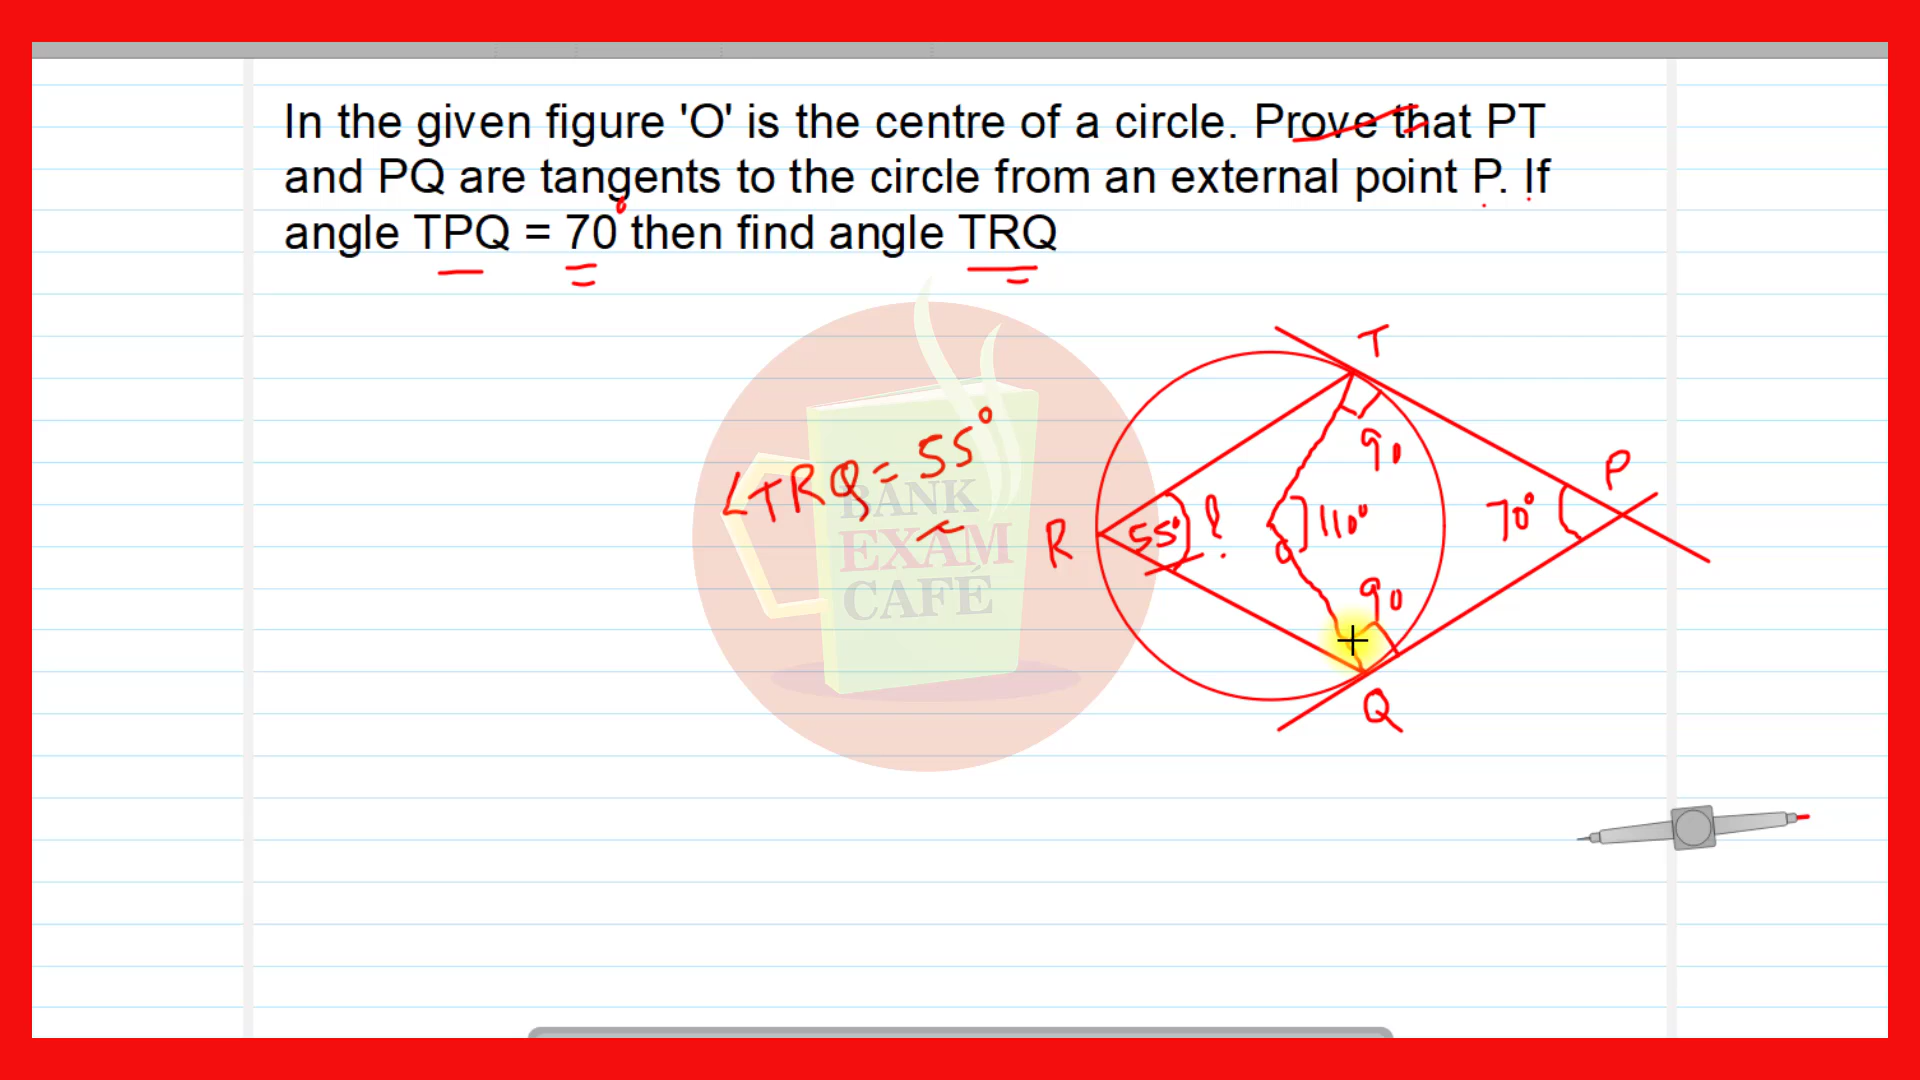 In the given figure 'O' is the centre of a circle. Prove that PT
and PQ are tangents to the circle from an external point P. If
angle TPQ = 70° then find angle TRQ
T
90
P
∠TRQ = 55°
70°
110°
R
55°
?
O
90
Q
BANK
EXAM
CAFÉ